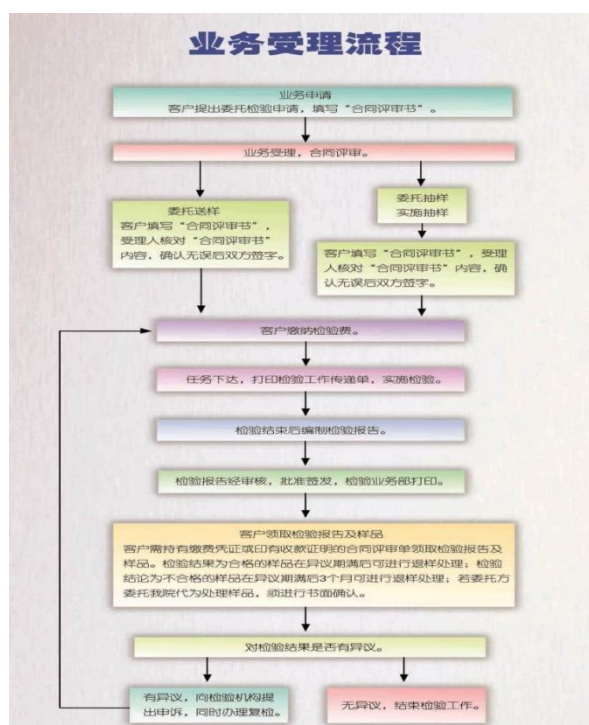 业务受理流程
业务申请
客户提出委托检验申请，填写“合同评审书”。
业务受理，合同评审。
委托送样
客户填写“合同评审书”，
受理人核对“合同评审书”
内容，确认无误后双方签字。
委托抽样
实施抽样
客户填写“合同评审书”，受理
人核对“合同评审书”内容，确
认无误后双方签字。
客户缴纳检验费。
任务下达，打印检验工作传递单，实施检验。
检验结束后编制检验报告。
检验报告经审核，批准签发，检验业务部打印。
客户领取检验报告及样品
客户需持有缴费凭证或印有收款证明的合同评审单领取检验报告及
样品。检验结果为合格的样品在异议期满后可进行退样处理；检验
结论为不合格的样品在异议期满后3个月可进行退样处理；若委托方
委托我院代为处理样品，须进行书面确认。
对检验结果是否有异议。
有异议，向检验机构提
出申诉，同时办理复检。
无异议，结束检验工作。